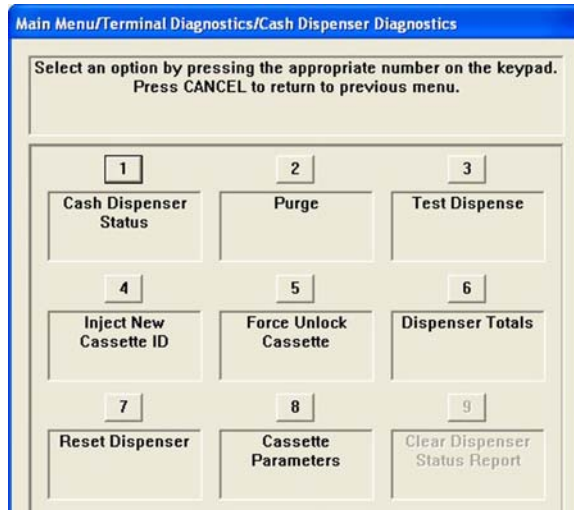 Main Menu/Terminal Diagnostics/Cash Dispenser Diagnostics
Select an option by pressing the appropriate number on the keypad.
Press CANCEL to return to previous menu.
1
2
3
Cash Dispenser
Status
Purge
Test Dispense
4
5
6
Inject New
Cassette ID
Force Unlock
Cassette
Dispenser Totals
7
8
9
Reset Dispenser
Cassette
Parameters
Clear Dispenser
Status Report